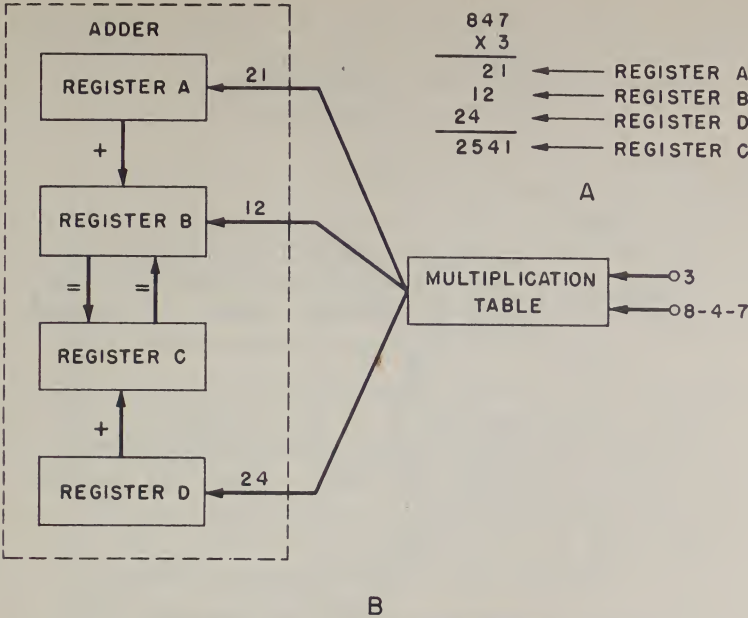 ADDER
REGISTER A
21
+
REGISTER B
12
= =
REGISTER C
+
REGISTER D
24
MULTIPLICATION
TABLE
3
8-4-7
847
X 3
21 REGISTER A
12 REGISTER B
24 REGISTER D
2541 REGISTER C
A
B